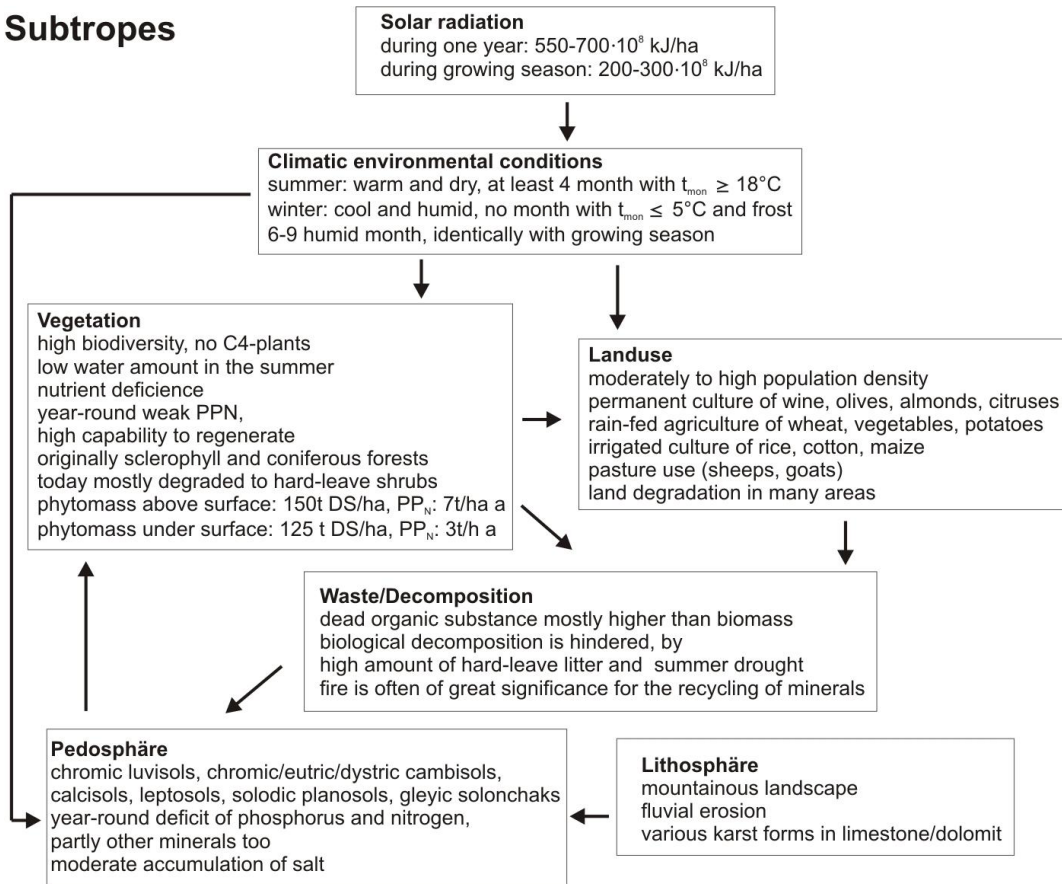 Subtropes
Solar radiation
during one year: 550-700·10⁸ kJ/ha
during growing season: 200-300·10⁸ kJ/ha
Climatic environmental conditions
summer: warm and dry, at least 4 month with tₘₒₙ ≥ 18°C
winter: cool and humid, no month with tₘₒₙ ≤ 5°C and frost
6-9 humid month, identically with growing season
Vegetation
high biodiversity, no C4-plants
low water amount in the summer
nutrient deficience
year-round weak PPN,
high capability to regenerate
originally sclerophyll and coniferous forests
today mostly degraded to hard-leave shrubs
phytomass above surface: 150t DS/ha, PP_N: 7t/ha a
phytomass under surface: 125 t DS/ha, PP_N: 3t/h a
Landuse
moderately to high population density
permanent culture of wine, olives, almonds, citruses
rain-fed agriculture of wheat, vegetables, potatoes
irrigated culture of rice, cotton, maize
pasture use (sheeps, goats)
land degradation in many areas
Waste/Decomposition
dead organic substance mostly higher than biomass
biological decomposition is hindered, by
high amount of hard-leave litter and summer drought
fire is often of great significance for the recycling of minerals
Pedosphäre
chromic luvisols, chromic/eutric/dystric cambisols,
calcisols, leptosols, solodic planosols, gleyic solonchaks
year-round deficit of phosphorus and nitrogen,
partly other minerals too
moderate accumulation of salt
Lithosphäre
mountainous landscape
fluvial erosion
various karst forms in limestone/dolomit